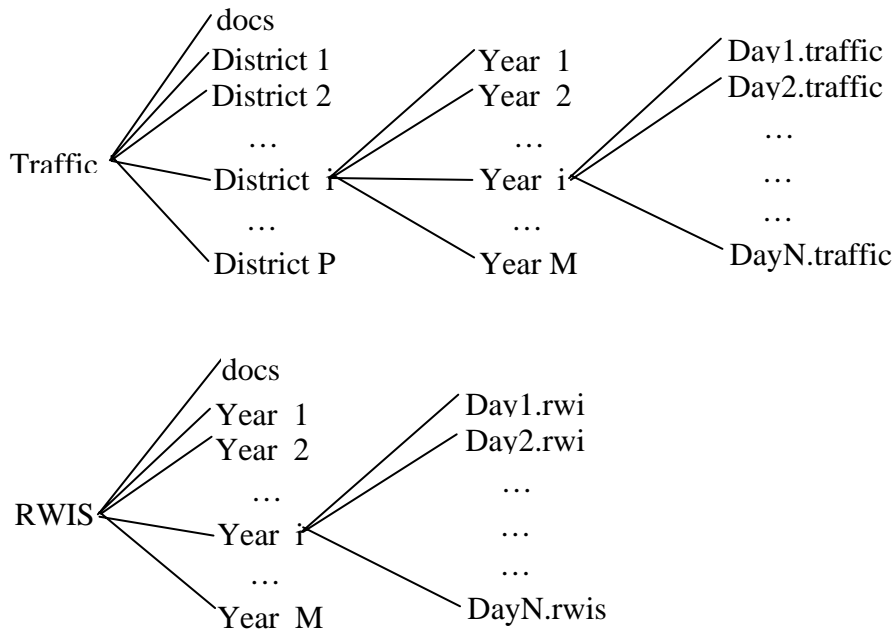 docs
District 1
District 2
…
Traffic
District i
…
District P
Year 1
Year 2
…
Year i
…
Year M
Day1.traffic
Day2.traffic
…
…
…
DayN.traffic
docs
Year 1
Year 2
…
RWIS
Year i
…
Year M
Day1.rwi
Day2.rwi
…
…
…
DayN.rwis